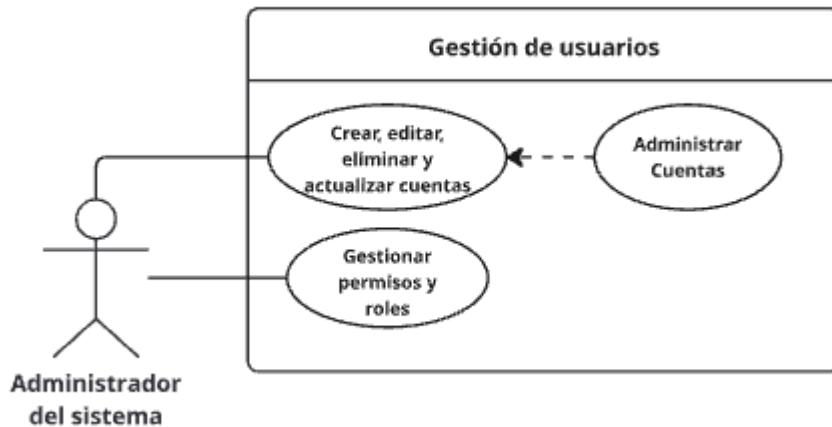 Gestión de usuarios
Crear, editar,
eliminar y
actualizar cuentas
Administrar
Cuentas
Gestionar
permisos y
roles
Administrador
del sistema